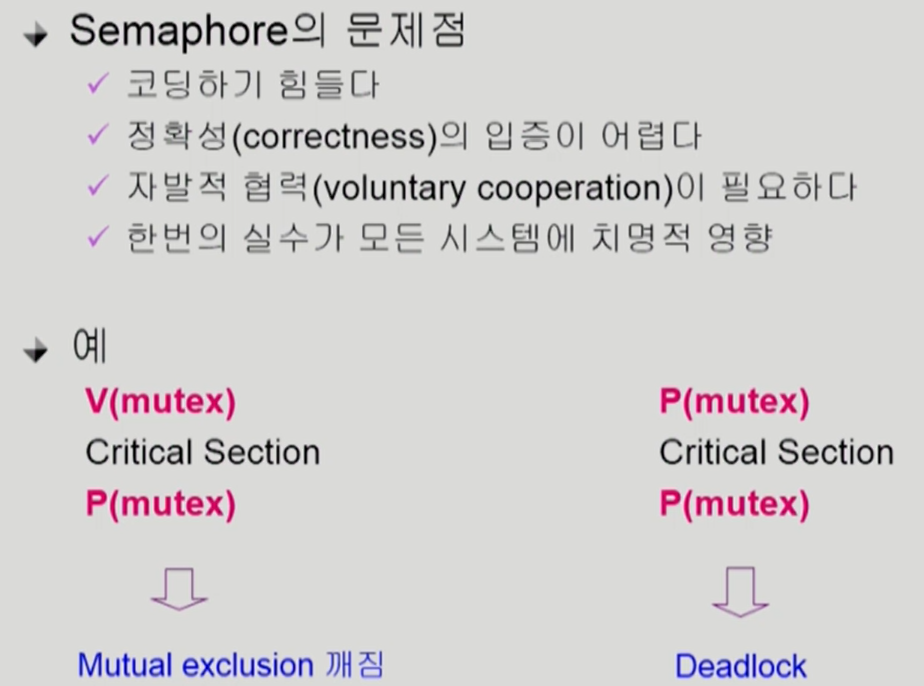 Semaphore의 문제점
코딩하기 힘들다
정확성(correctness)의 입증이 어렵다
자발적 협력(voluntary cooperation)이 필요하다
한번의 실수가 모든 시스템에 치명적 영향
예
V(mutex) P(mutex)
Critical Section Critical Section
P(mutex) P(mutex)
Mutual exclusion 깨짐 Deadlock